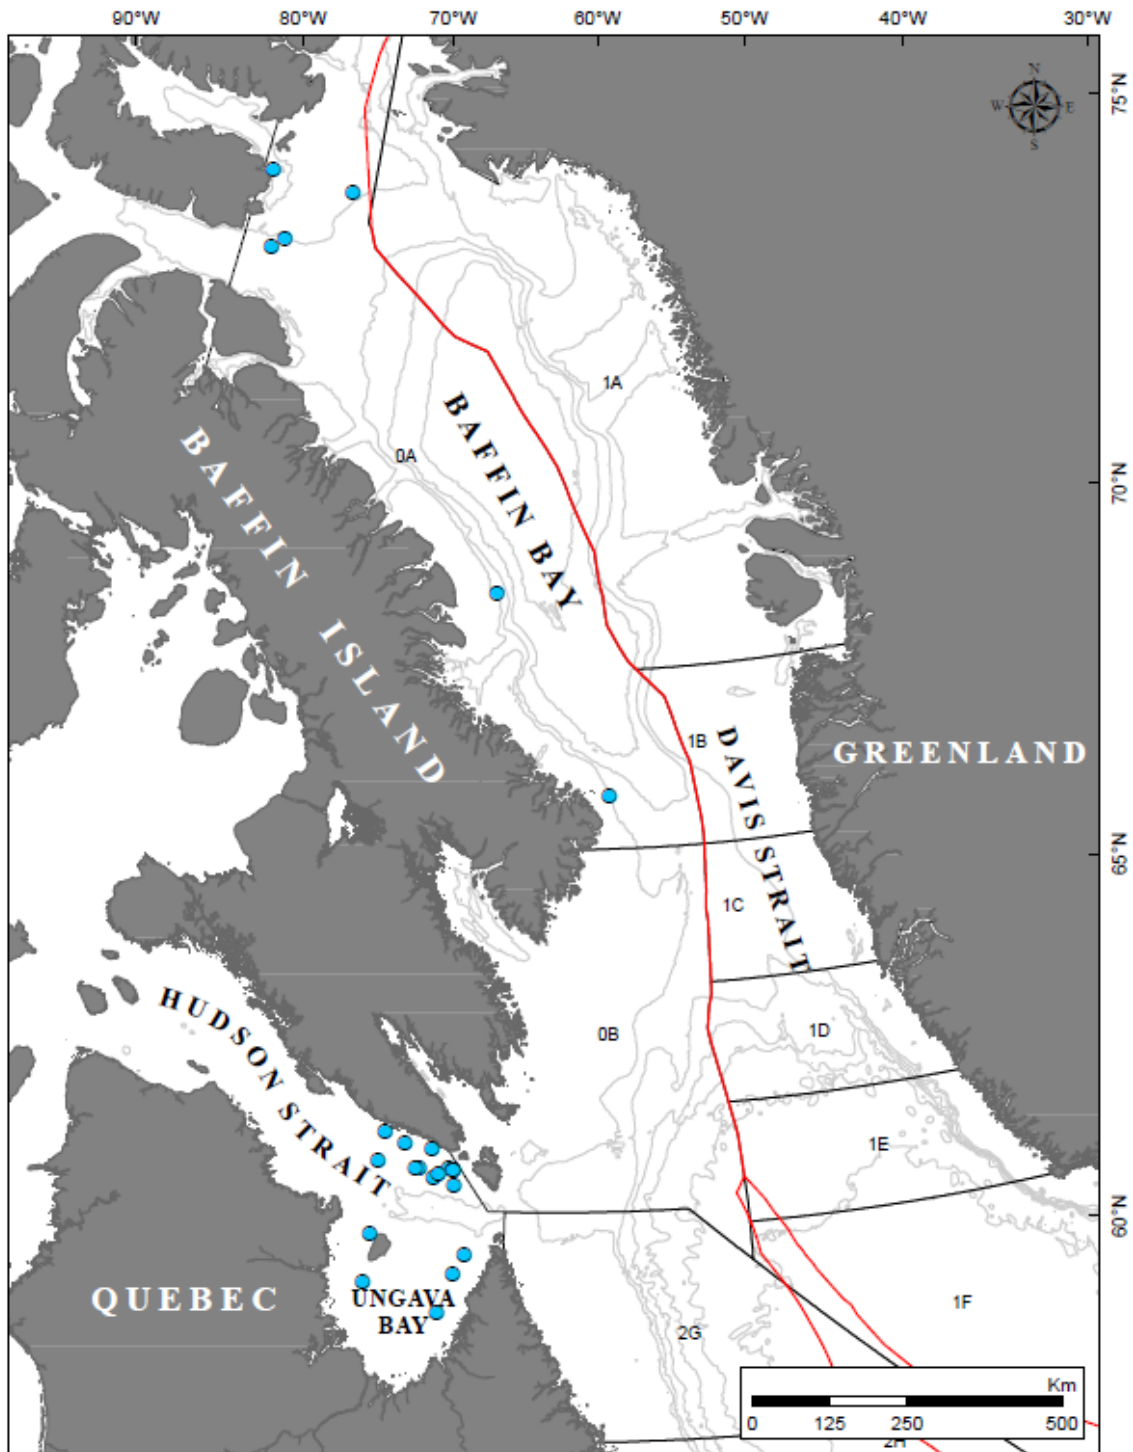 90°W 80°W 70°W 60°W 50°W 40°W 30°W
N
W E
S
75°N
1A
BAFFIN BAY
0A
BAFFIN ISLAND
70°N
1B
DAVIS STRAIT
GREENLAND
65°N
1C
HUDSON STRAIT
0B
1D
1E
60°N
QUEBEC
UNGAVA
BAY
1F
2G
Km
0 125 250 500
2H